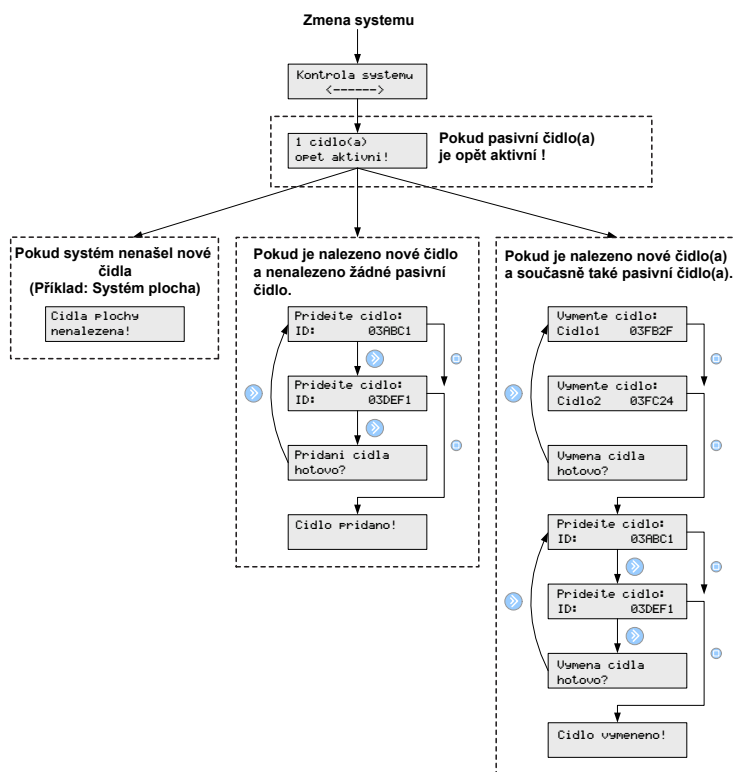 Zmena systemu
Kontrola systemu
<------>
1 cidlo(a)
opet aktivni!
Pokud pasivní čidlo(a)
je opět aktivní !
Pokud systém nenašel nové
čidla
(Příklad: Systém plocha)
Cidla plochy
nenalezena!
Pokud je nalezeno nové čidlo
a nenalezeno žádné pasivní
čidlo.
Pridejte cidlo:
ID: 03ABC1
Pridejte cidlo:
ID: 03DEF1
Pridani cidla
hotovo?
Cidlo pridano!
Pokud je nalezeno nové čidlo(a)
a současně také pasivní čidlo(a).
Vymente cidlo:
Cidlo1 03FB2F
Vymente cidlo:
Cidlo2 03FC24
Vymena cidla
hotovo?
Pridejte cidlo:
ID: 03ABC1
Pridejte cidlo:
ID: 03DEF1
Vymena cidla
hotovo?
Cidlo vymeneno!